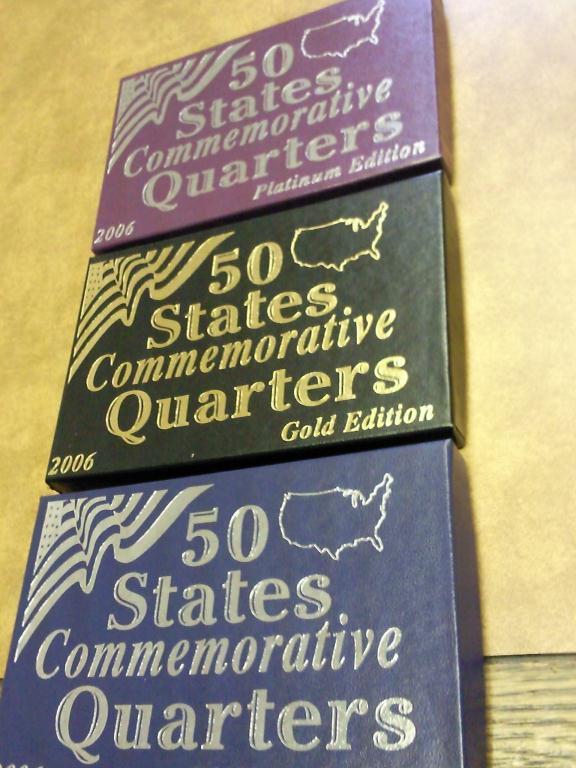 50
States
Commemorative
Quarters
Platinum Edition
2006
50
States
Commemorative
Quarters
Gold Edition
2006
50
States
Commemorative
Quarters